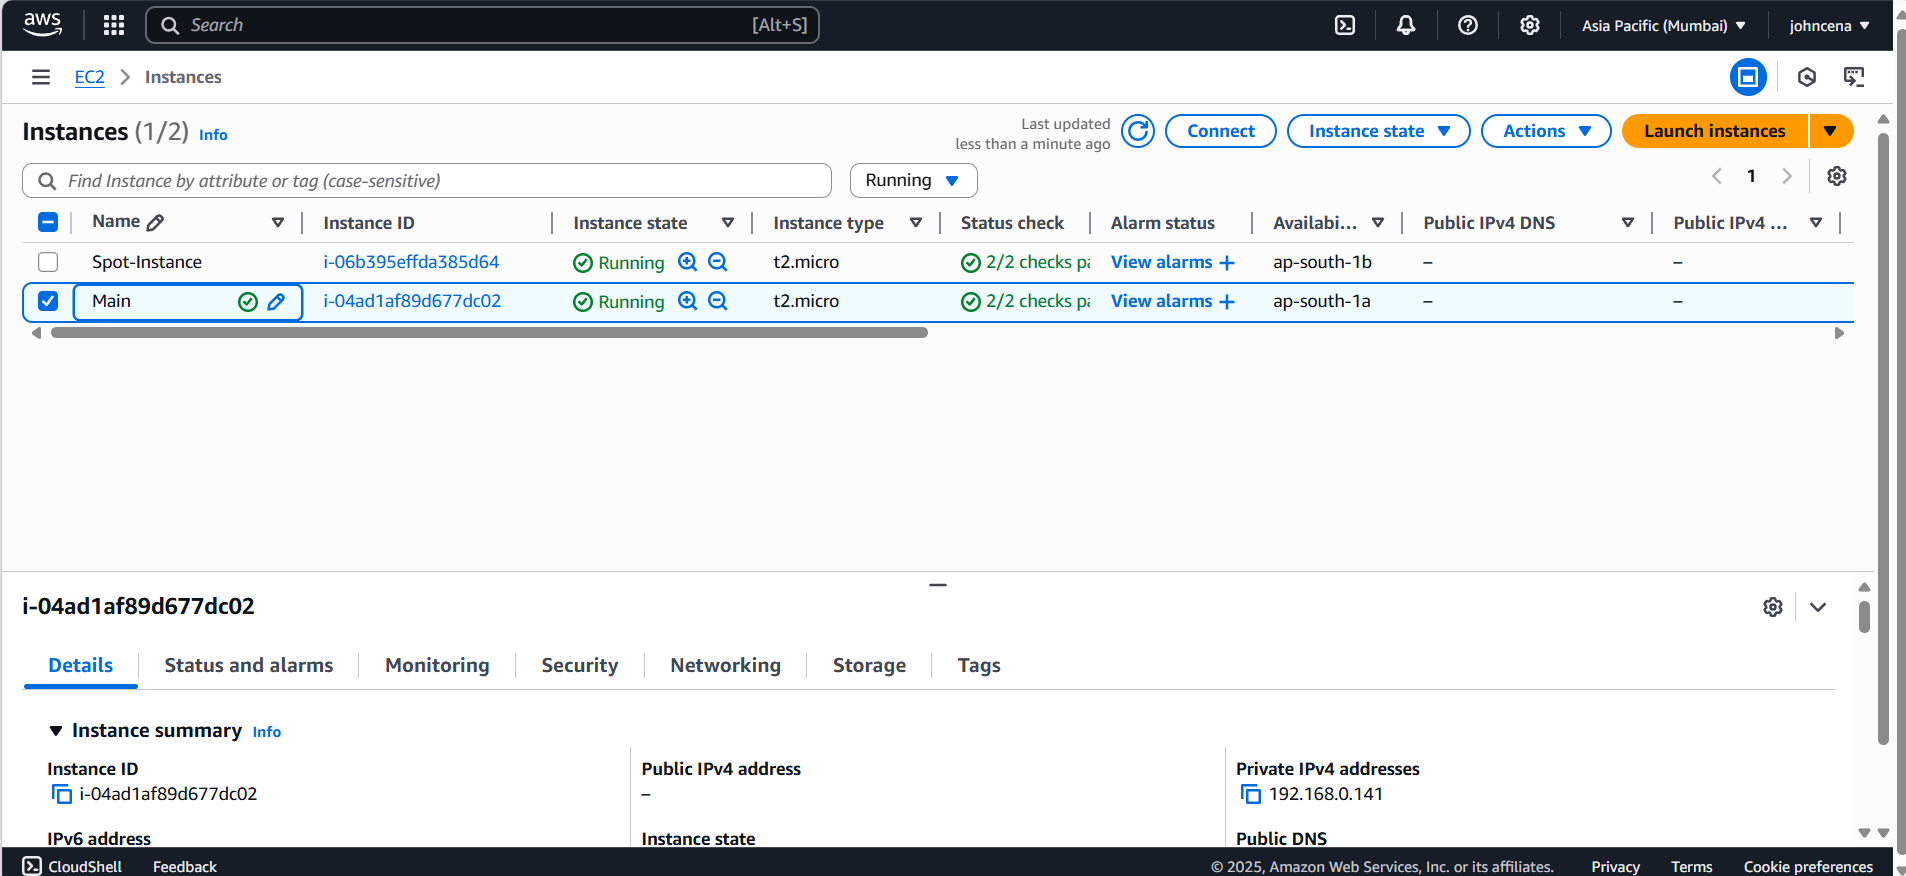 aws Search [Alt+S] Asia Pacific (Mumbai) johncena
EC2 Instances
Instances (1/2) Info
Last updated
less than a minute ago
Connect Instance state Actions Launch instances
Find Instance by attribute or tag (case-sensitive) Running 1
Name Instance ID Instance state Instance type Status check Alarm status Availabi... Public IPv4 DNS Public IPv4 ...
Spot-Instance i-06b395effda385d64 Running t2.micro 2/2 checks pa View alarms + ap-south-1b –  –
Main i-04ad1af89d677dc02 Running t2.micro 2/2 checks pa View alarms + ap-south-1a –  –
i-04ad1af89d677dc02
Details Status and alarms Monitoring Security Networking Storage Tags
Instance summary Info
Instance ID Public IPv4 address Private IPv4 addresses
i-04ad1af89d677dc02 – 192.168.0.141
IPv6 address Instance state Public DNS
CloudShell Feedback © 2025, Amazon Web Services, Inc. or its affiliates. Privacy Terms Cookie preferences